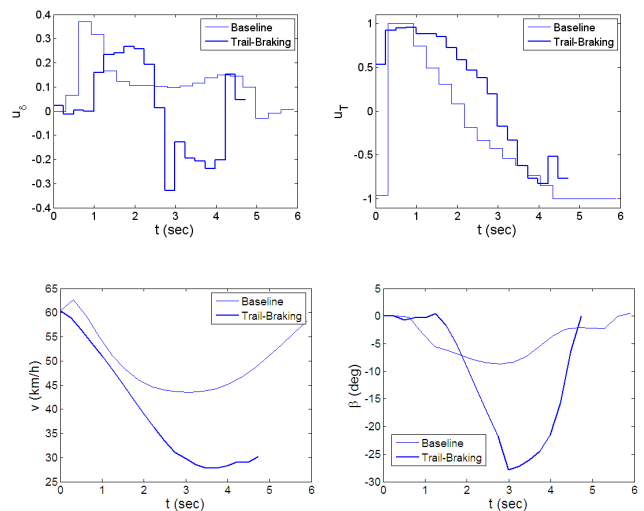 0.4
0.3
0.2
0.1
0
0.1
0.2
0.3
0.4
u_δ
0 1 2 3 4 5 6
t (sec)
Baseline
Trail-Braking
1
0.5
0
-0.5
-1
u_T
0 1 2 3 4 5 6
t (sec)
Baseline
Trail-Braking
65
60
55
50
45
40
35
30
25
v (km/h)
0 1 2 3 4 5 6
t (sec)
Baseline
Trail-Braking
5
0
-5
-10
-15
-20
-25
-30
β (deg)
0 1 2 3 4 5 6
t (sec)
Baseline
Trail-Braking